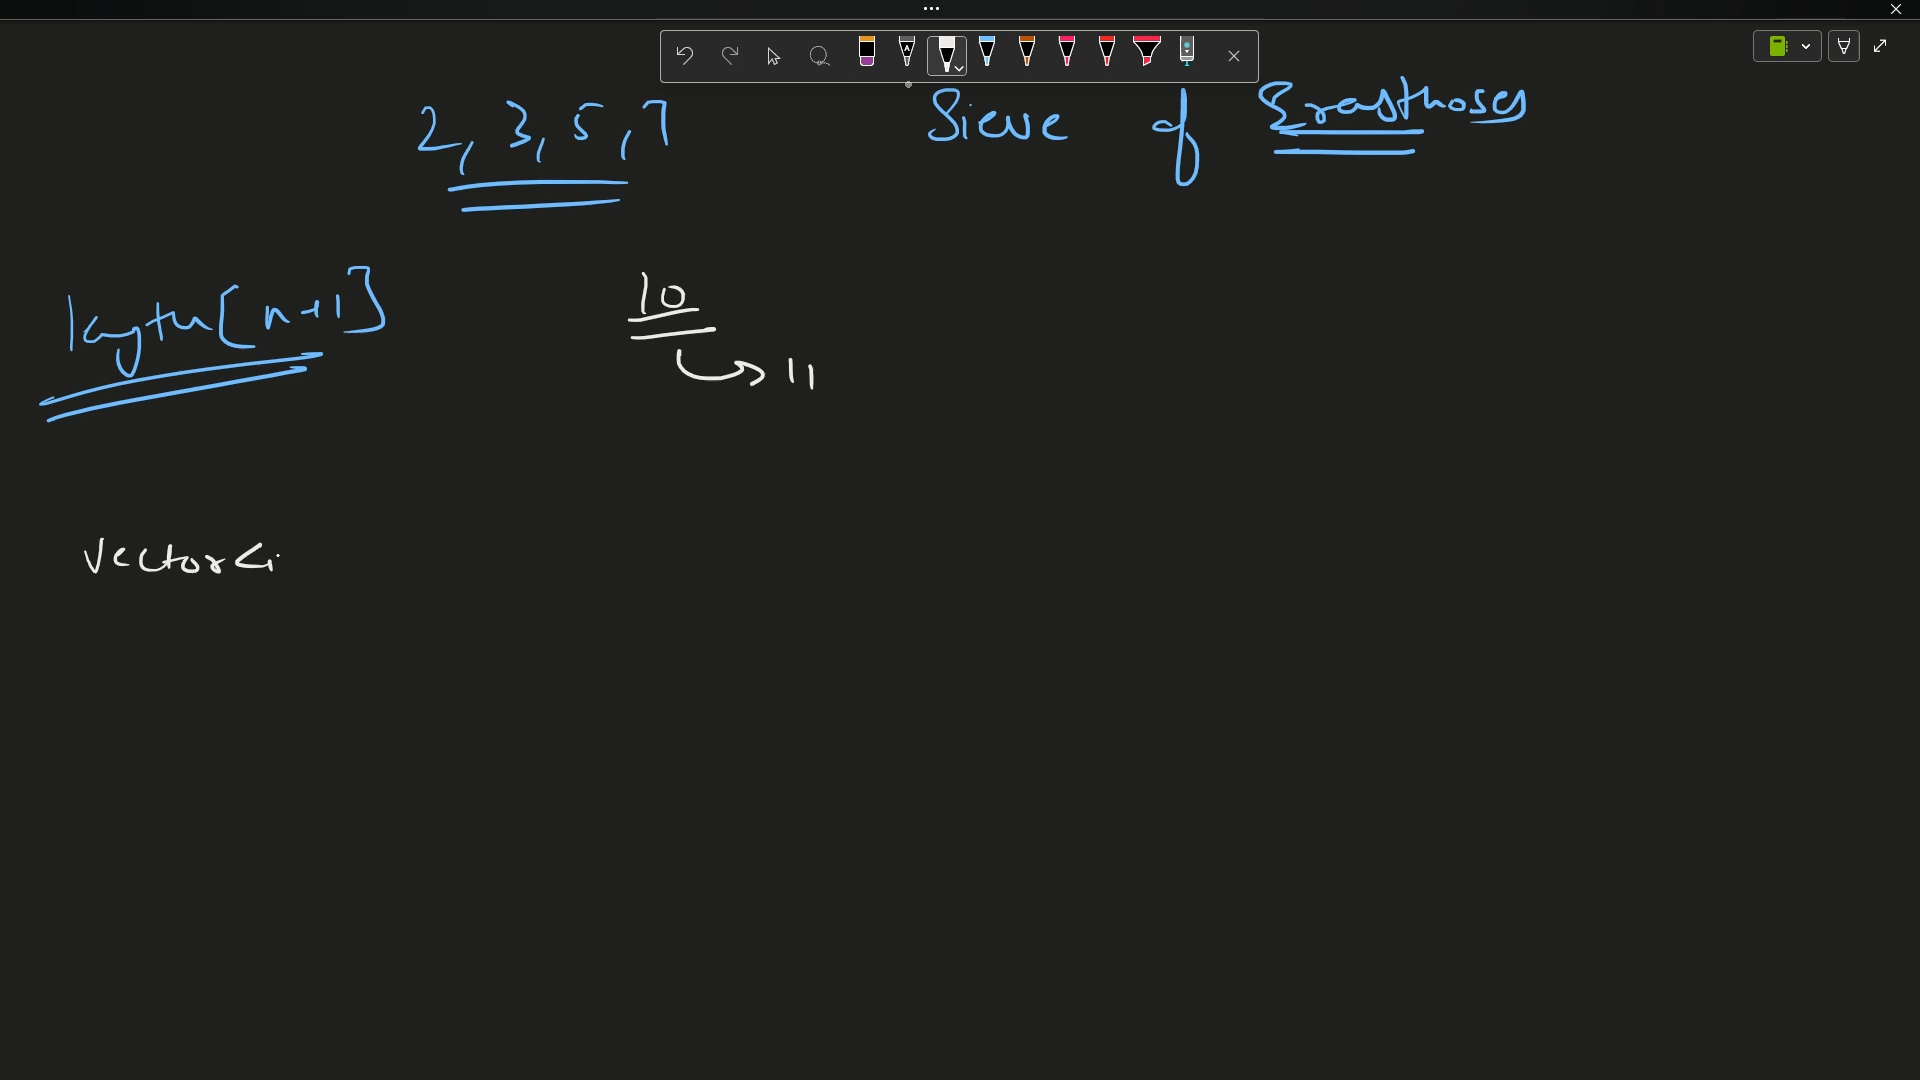 2, 3, 5, 7
Sieve of Erasthoses
length[n+1]
10
11
vector<i